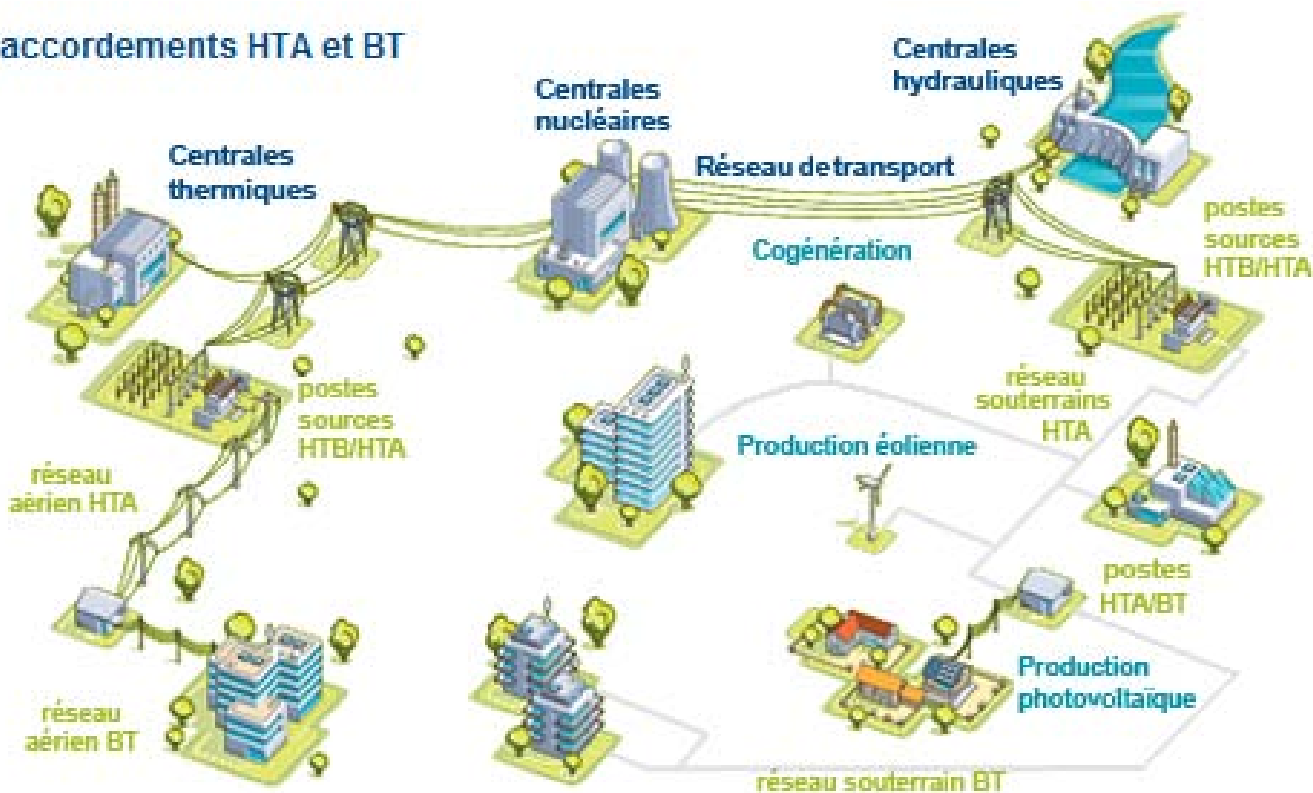 accordements HTA et BT
Centrales
hydrauliques
Centrales
nucléaires
Centrales
thermiques
Réseau de transport
postes
sources
HTB/HTA
Cogénération
réseau
souterrains
HTA
postes
sources
HTB/HTA
Production éolienne
réseau
aérien HTA
postes
HTA/BT
Production
photovoltaïque
réseau
aérien BT
réseau souterrain BT